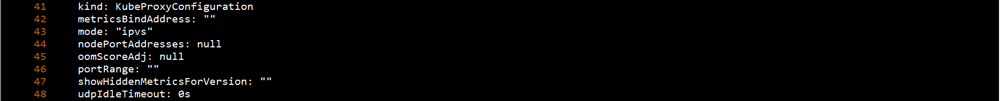 41 kind: KubeProxyConfiguration
42 metricsBindAddress: ""
43 mode: "ipvs"
44 nodePortAddresses: null
45 oomScoreAdj: null
46 portRange: ""
47 showHiddenMetricsForVersion: ""
48 udpIdleTimeout: 0s